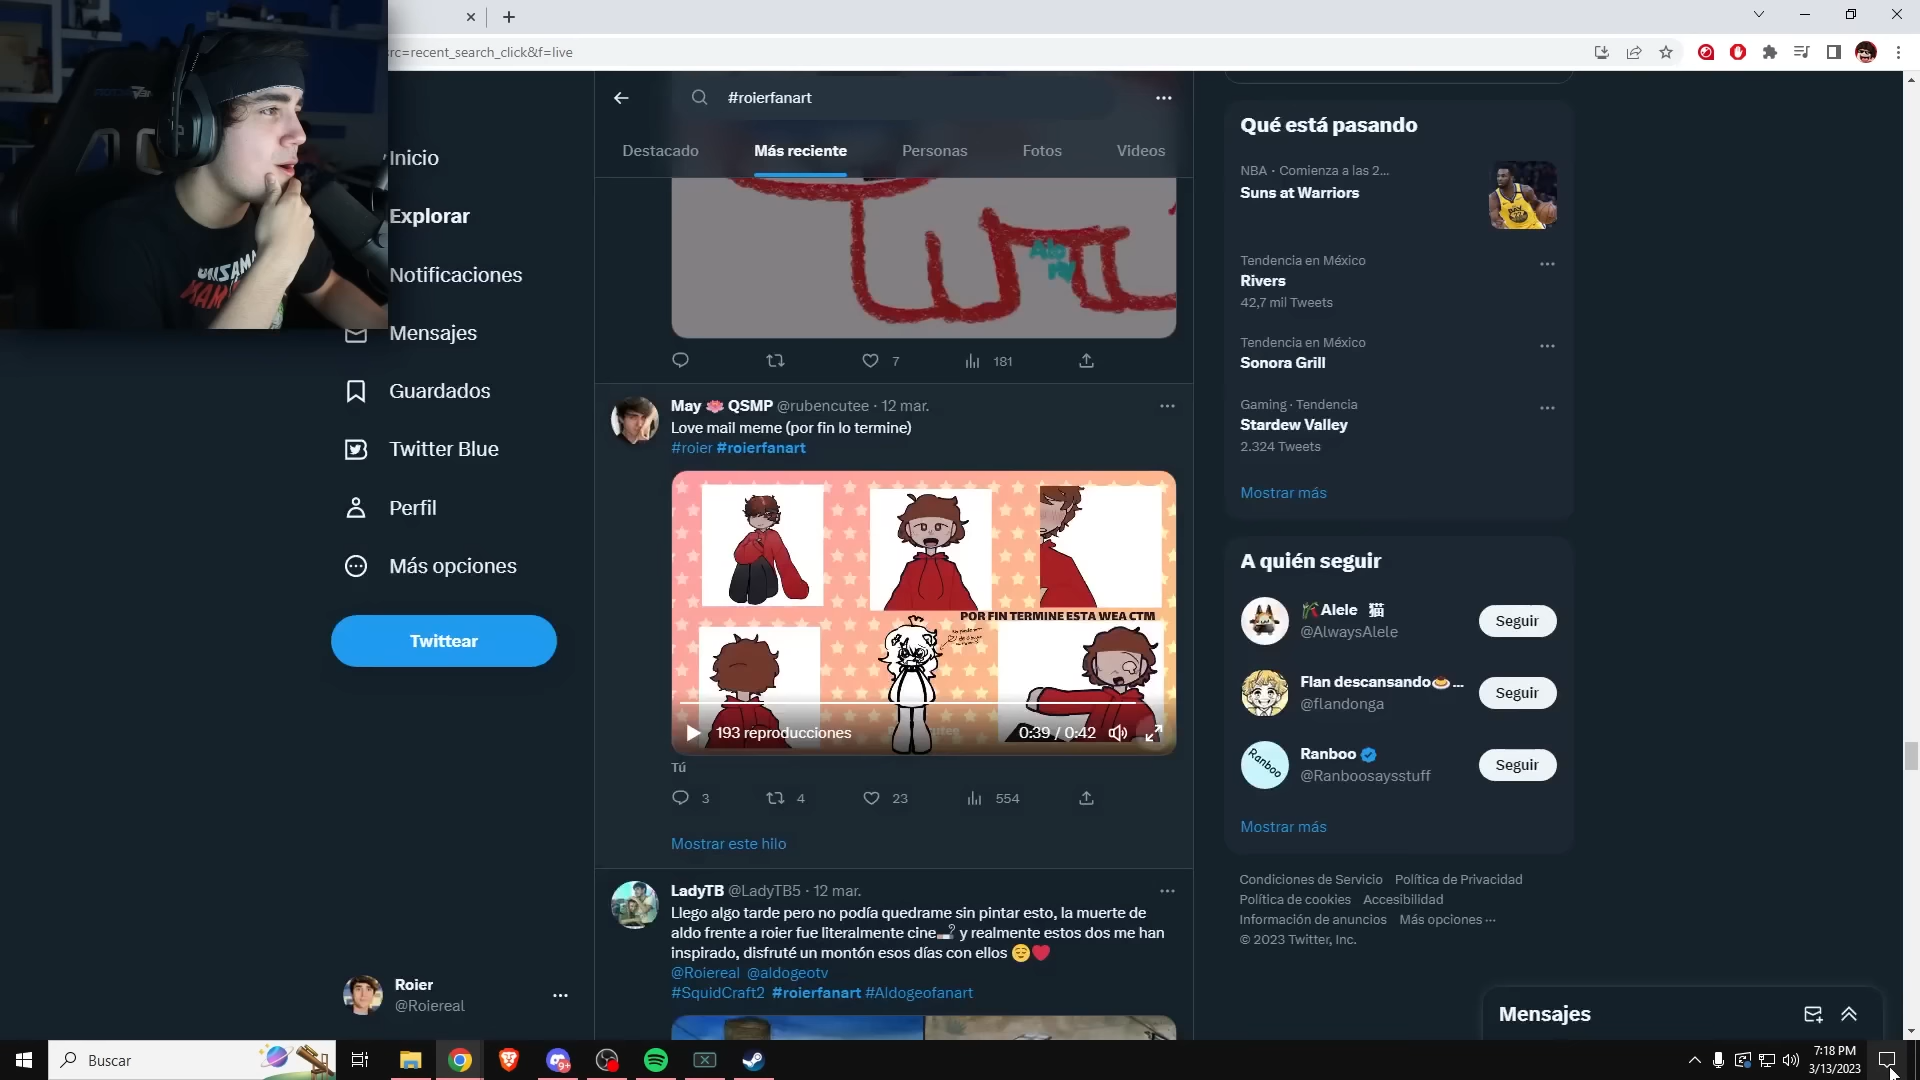 src=recent_search_click&f=live
#roierfanart
Destacado
Más reciente
Personas
Fotos
Videos
Inicio
Explorar
Notificaciones
Mensajes
Guardados
Twitter Blue
Perfil
Más opciones
Twittear
Roier
@Roiereal
7
181
May 🪷 QSMP @rubencutee · 12 mar.
Love mail meme (por fin lo termine)
#roier #roierfanart
POR FIN TERMINE ESTA WEA CTM
193 reproducciones
0:39 / 0:42
Tú
3
4
23
554
Mostrar este hilo
LadyTB @LadyTB5 · 12 mar.
Llego algo tarde pero no podía quedrame sin pintar esto, la muerte de
aldo frente a roier fue literalmente cine🚬 y realmente estos dos me han
inspirado, disfruté un montón esos días con ellos 😌❤️
@Roiereal @aldogeotv
#SquidCraft2 #roierfanart #Aldogeofanart
Qué está pasando
NBA · Comienza a las 2...
Suns at Warriors
Tendencia en México
Rivers
42,7 mil Tweets
Tendencia en México
Sonora Grill
Gaming · Tendencia
Stardew Valley
2.324 Tweets
Mostrar más
A quién seguir
Alele 猫
@AlwaysAlele
Seguir
Flan descansando🍮 ...
@flandonga
Seguir
Ranboo
Ranboo
@Ranboosaysstuff
Seguir
Mostrar más
Condiciones de Servicio Política de Privacidad
Política de cookies Accesibilidad
Información de anuncios Más opciones ···
© 2023 Twitter, Inc.
Mensajes
Buscar
9+
7:18 PM
3/13/2023